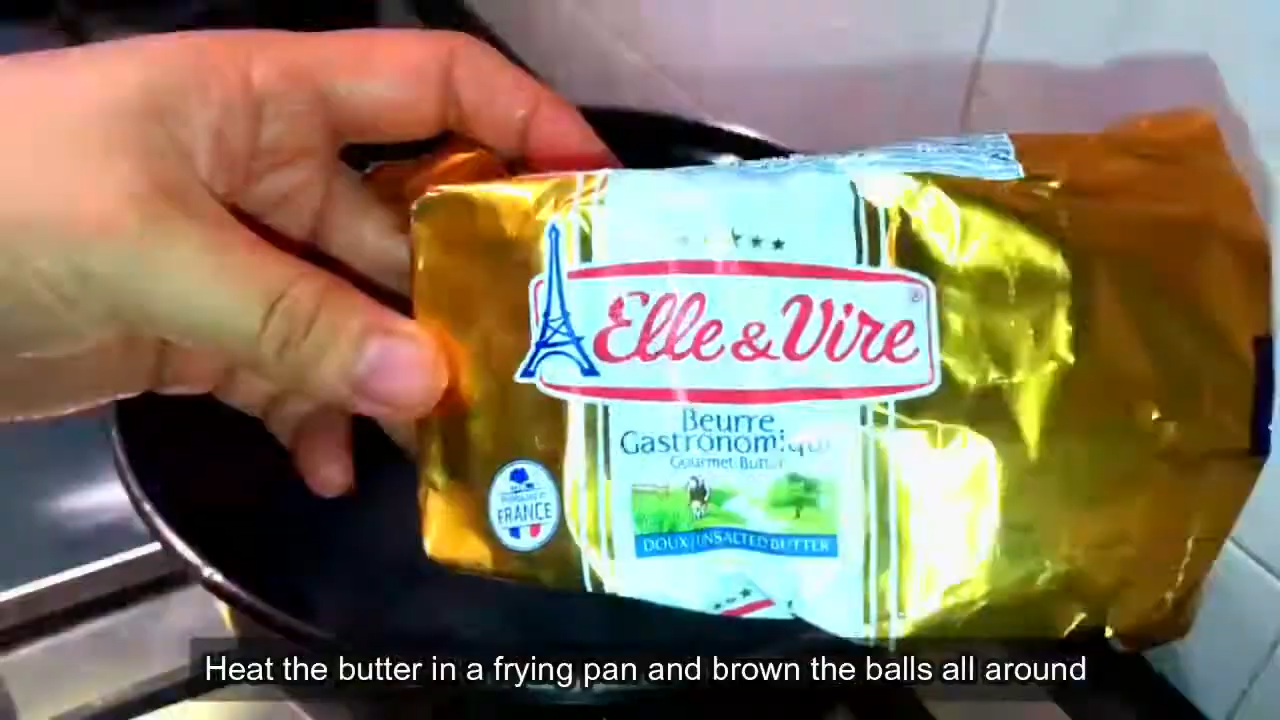 Elle & Vire
®
Beurre
Gastronomique
Gourmet Butter
FRANCE
DOUX/UNSALTED BUTTER
Heat the butter in a frying pan and brown the balls all around